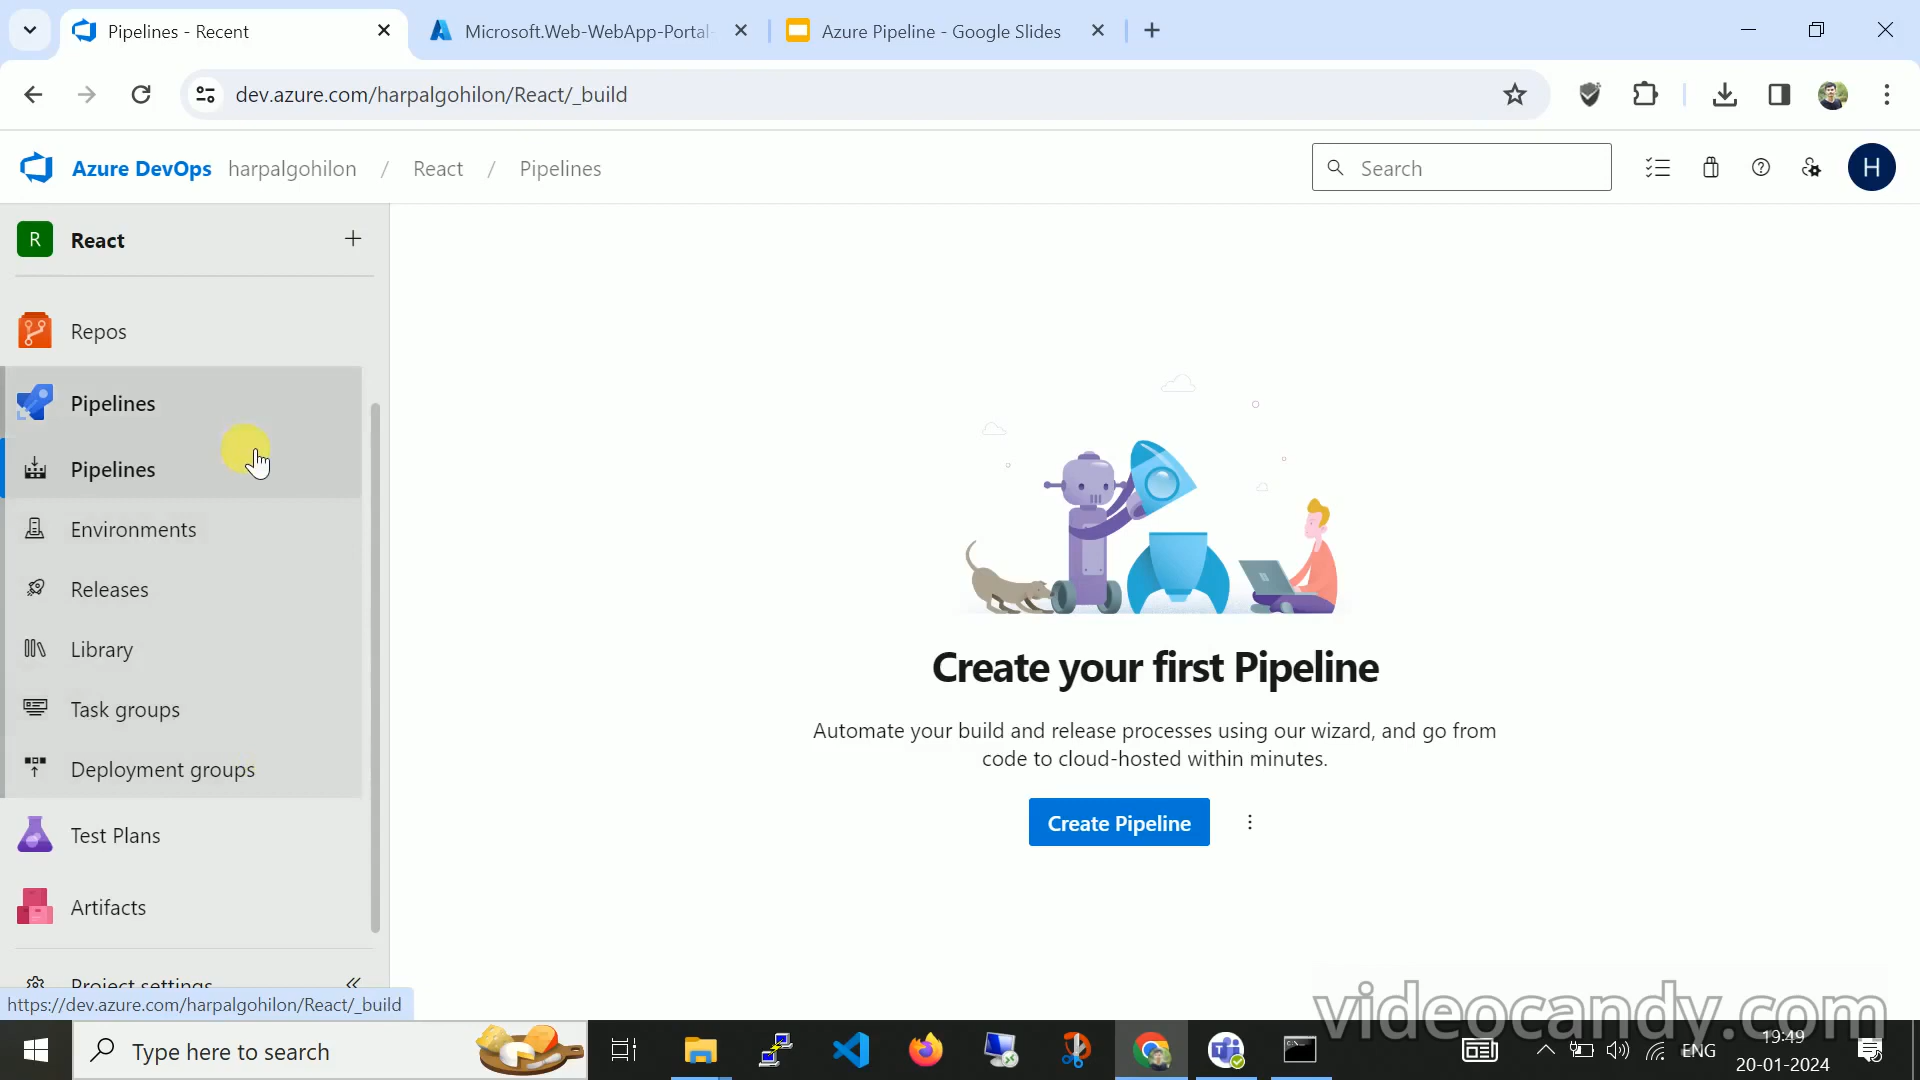 Pipelines - Recent
Microsoft.Web-WebApp-Portal-
Azure Pipeline - Google Slides
dev.azure.com/harpalgohilon/React/_build
Azure DevOps harpalgohilon / React / Pipelines
Search
H
R React
Repos
Pipelines
Pipelines
Environments
Releases
Library
Task groups
Deployment groups
Test Plans
Artifacts
Project settings
https://dev.azure.com/harpalgohilon/React/_build
Create your first Pipeline
Automate your build and release processes using our wizard, and go from
code to cloud-hosted within minutes.
Create Pipeline
videocandy.com
Type here to search
ENG
19:49
20-01-2024